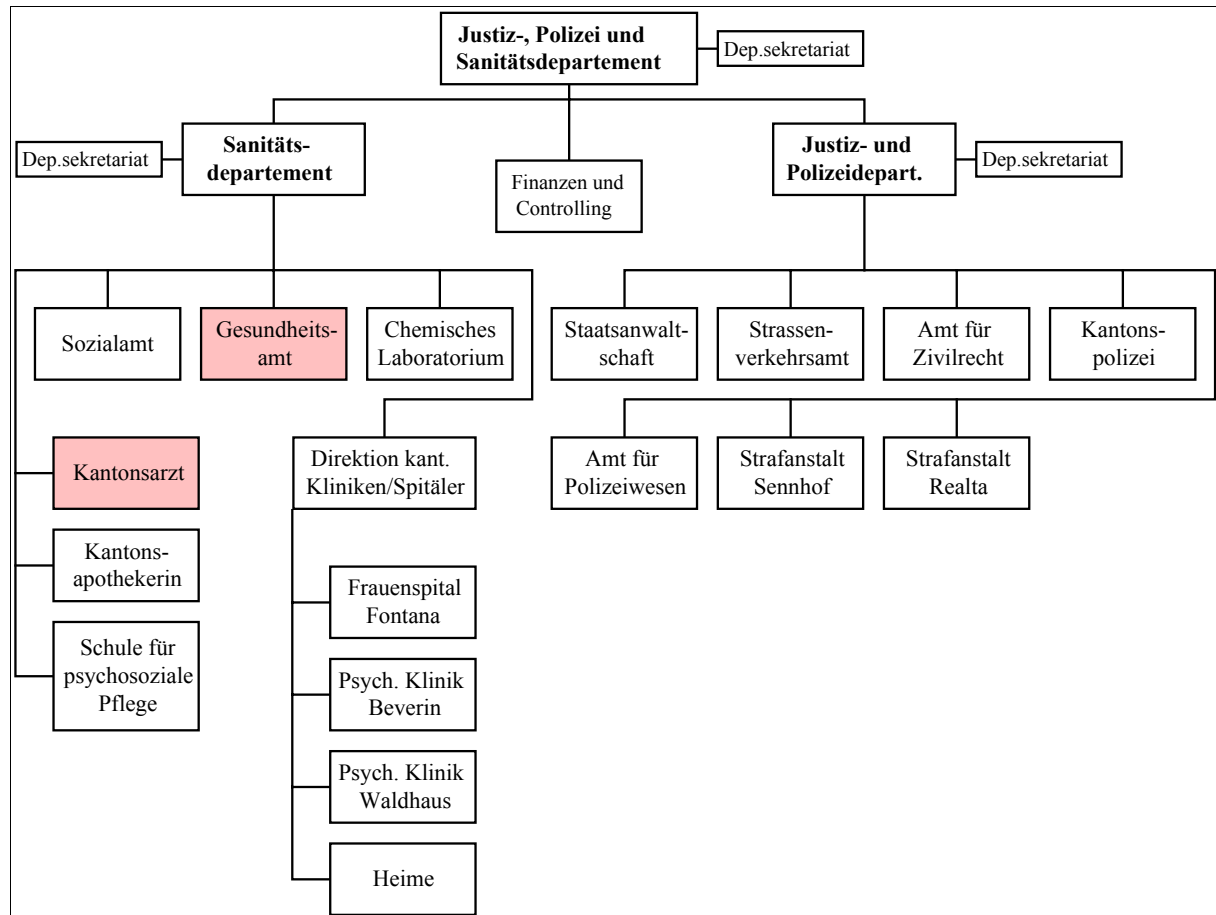 Justiz-, Polizei und
Sanitätsdepartement
Dep.sekretariat
Dep.sekretariat
Sanitäts-
departement
Finanzen und
Controlling
Justiz- und
Polizeidepart.
Dep.sekretariat
Sozialamt
Gesundheits-
amt
Chemisches
Laboratorium
Staatsanwalt-
schaft
Strassen-
verkehrsamt
Amt für
Zivilrecht
Kantons-
polizei
Kantonsarzt
Direktion kant.
Kliniken/Spitäler
Amt für
Polizeiwesen
Strafanstalt
Sennhof
Strafanstalt
Realta
Kantons-
apothekerin
Frauenspital
Fontana
Schule für
psychosoziale
Pflege
Psych. Klinik
Beverin
Psych. Klinik
Waldhaus
Heime